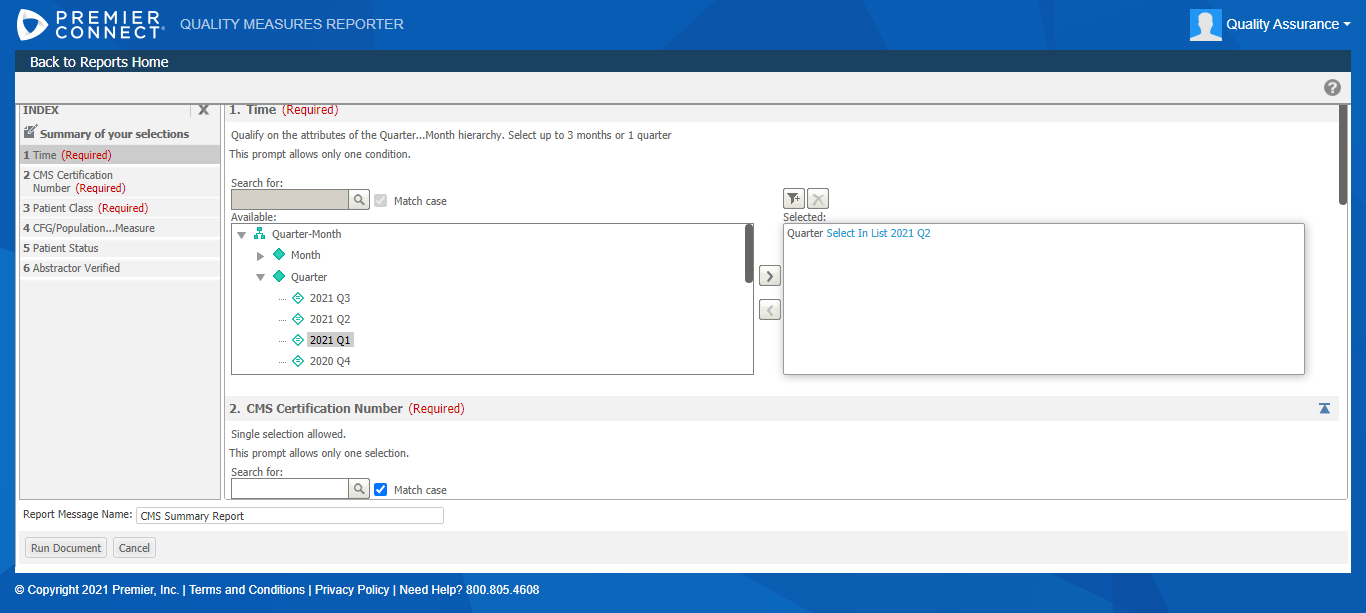 PREMIER
CONNECT®
QUALITY MEASURES REPORTER
Quality Assurance
Back to Reports Home
?
INDEX X
Summary of your selections
1 Time (Required)
2 CMS Certification
Number (Required)
3 Patient Class (Required)
4 CFG/Population...Measure
5 Patient Status
6 Abstractor Verified
1. Time (Required)
Qualify on the attributes of the Quarter...Month hierarchy. Select up to 3 months or 1 quarter
This prompt allows only one condition.
Search for:
Match case
Available:
Quarter-Month
Month
Quarter
2021 Q3
2021 Q2
2021 Q1
2020 Q4
Selected:
Quarter Select In List 2021 Q2
2. CMS Certification Number (Required)
Single selection allowed.
This prompt allows only one selection.
Search for:
Match case
Report Message Name: CMS Summary Report
Run Document Cancel
© Copyright 2021 Premier, Inc. | Terms and Conditions | Privacy Policy | Need Help? 800.805.4608